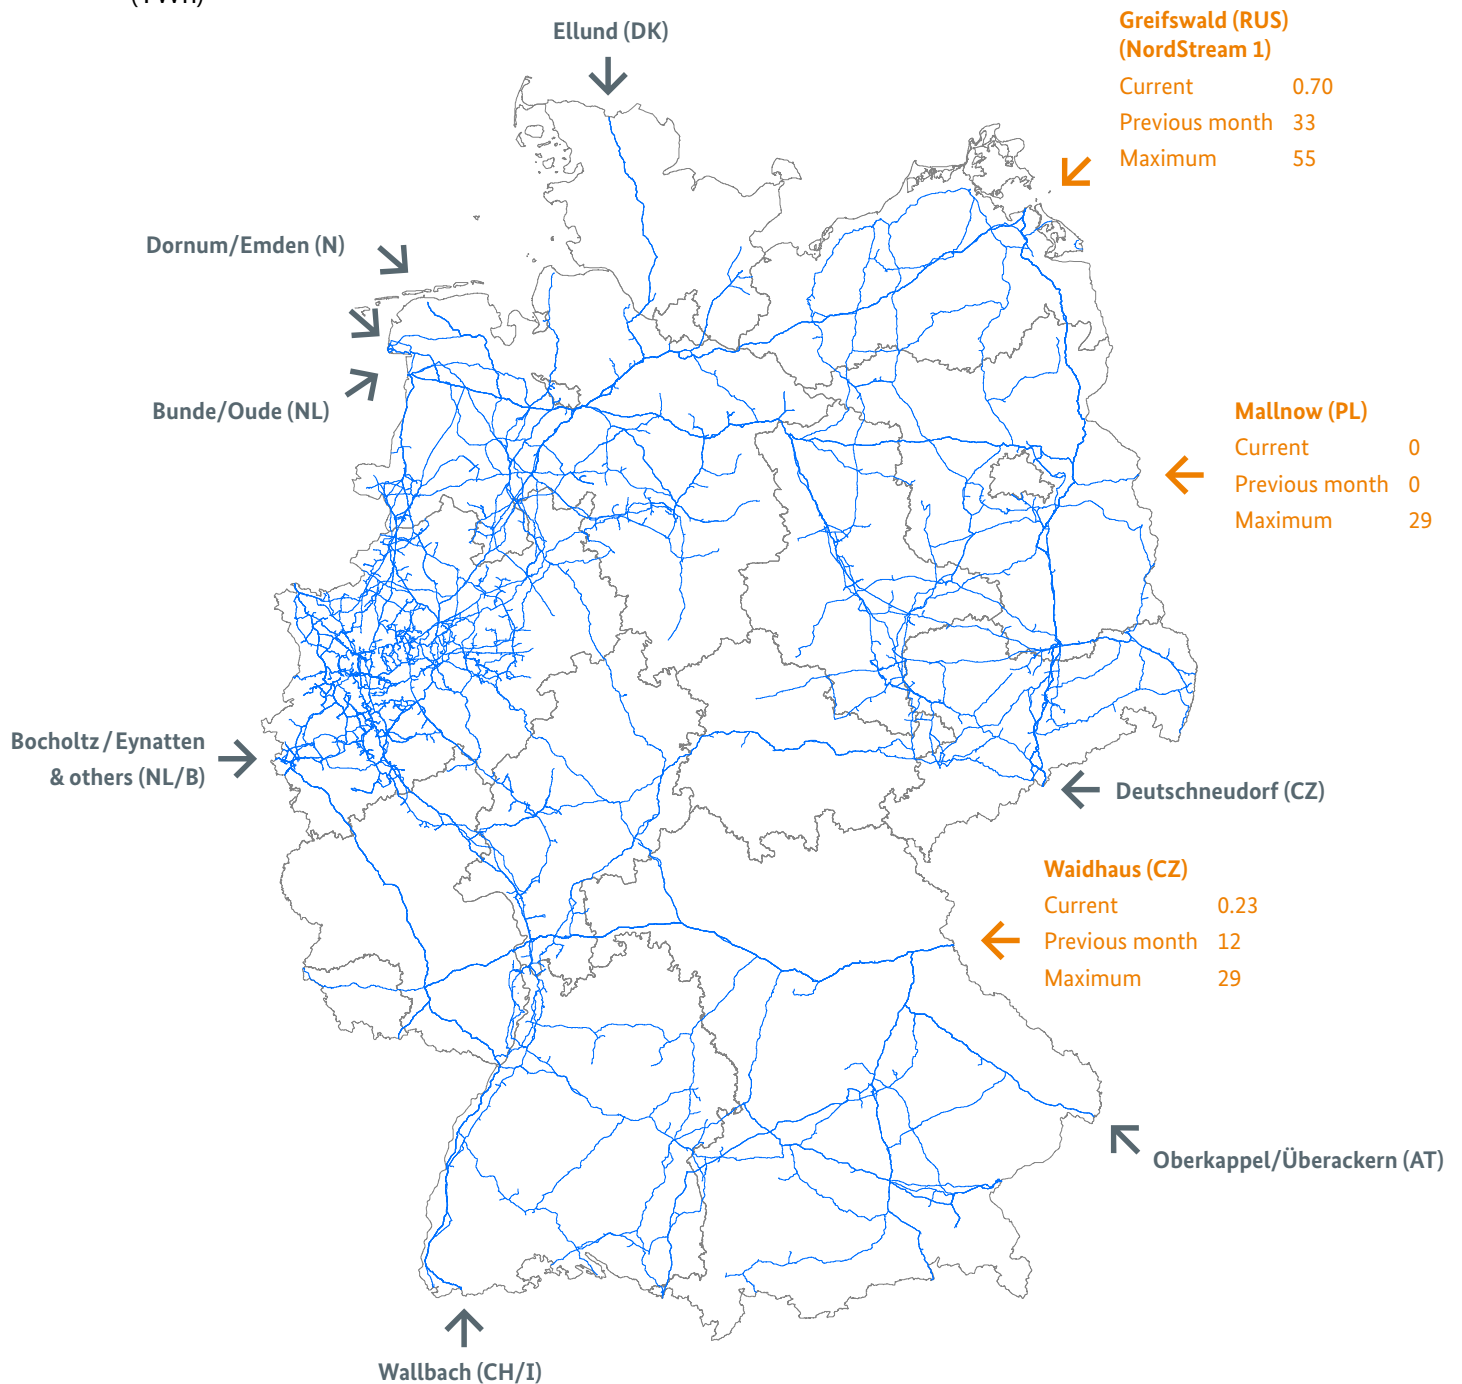 (TWh)
Ellund (DK)
Greifswald (RUS)
(NordStream 1)
Current 0.70
Previous month 33
Maximum 55
Dornum/Emden (N)
Bunde/Oude (NL)
Mallnow (PL)
Current 0
Previous month 0
Maximum 29
Bocholtz / Eynatten
& others (NL/B)
Deutschneudorf (CZ)
Waidhaus (CZ)
Current 0.23
Previous month 12
Maximum 29
Oberkappel/Überackern (AT)
Wallbach (CH/I)